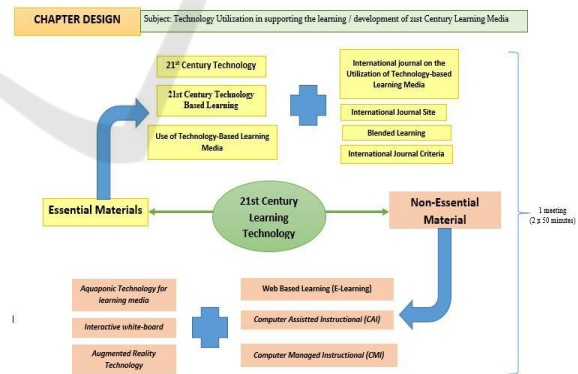 CHAPTER DESIGN
Subject: Technology Utilization in supporting the learning / development of 21st Century Learning Media
21st Century Technology
21st Century Technology
Based Learning
Use of Technology-Based Learning
Media
International journal on the
Utilization of Technology-based
Learning Media
International Journal Site
Blended Learning
International Journal Criteria
Essential Materials
21st Century
Learning
Technology
Non-Essential
Material
1 meeting
(2 x 50 minutes)
Aquaponic Technology for
learning media
Interactive white-board
Augmented Reality
Technology
Web Based Learning (E-Learning)
Computer Assistted Instructional (CAI)
Computer Managed Instructional (CMI)